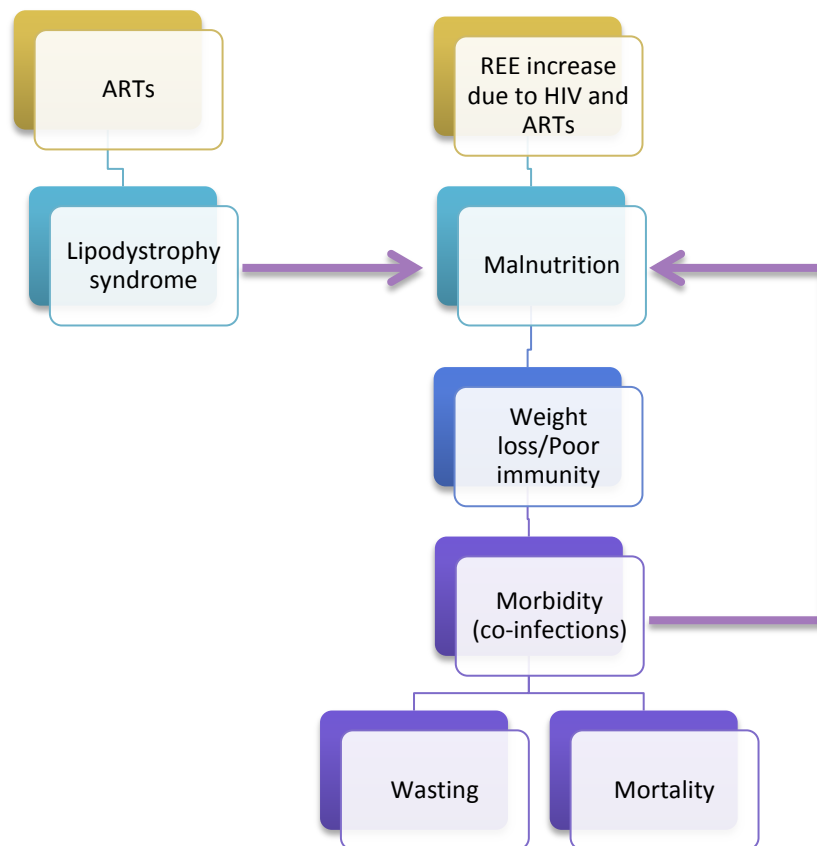 ARTs
REE increase
due to HIV and
ARTs
Lipodystrophy
syndrome
Malnutrition
Weight
loss/Poor
immunity
Morbidity
(co-infections)
Wasting
Mortality